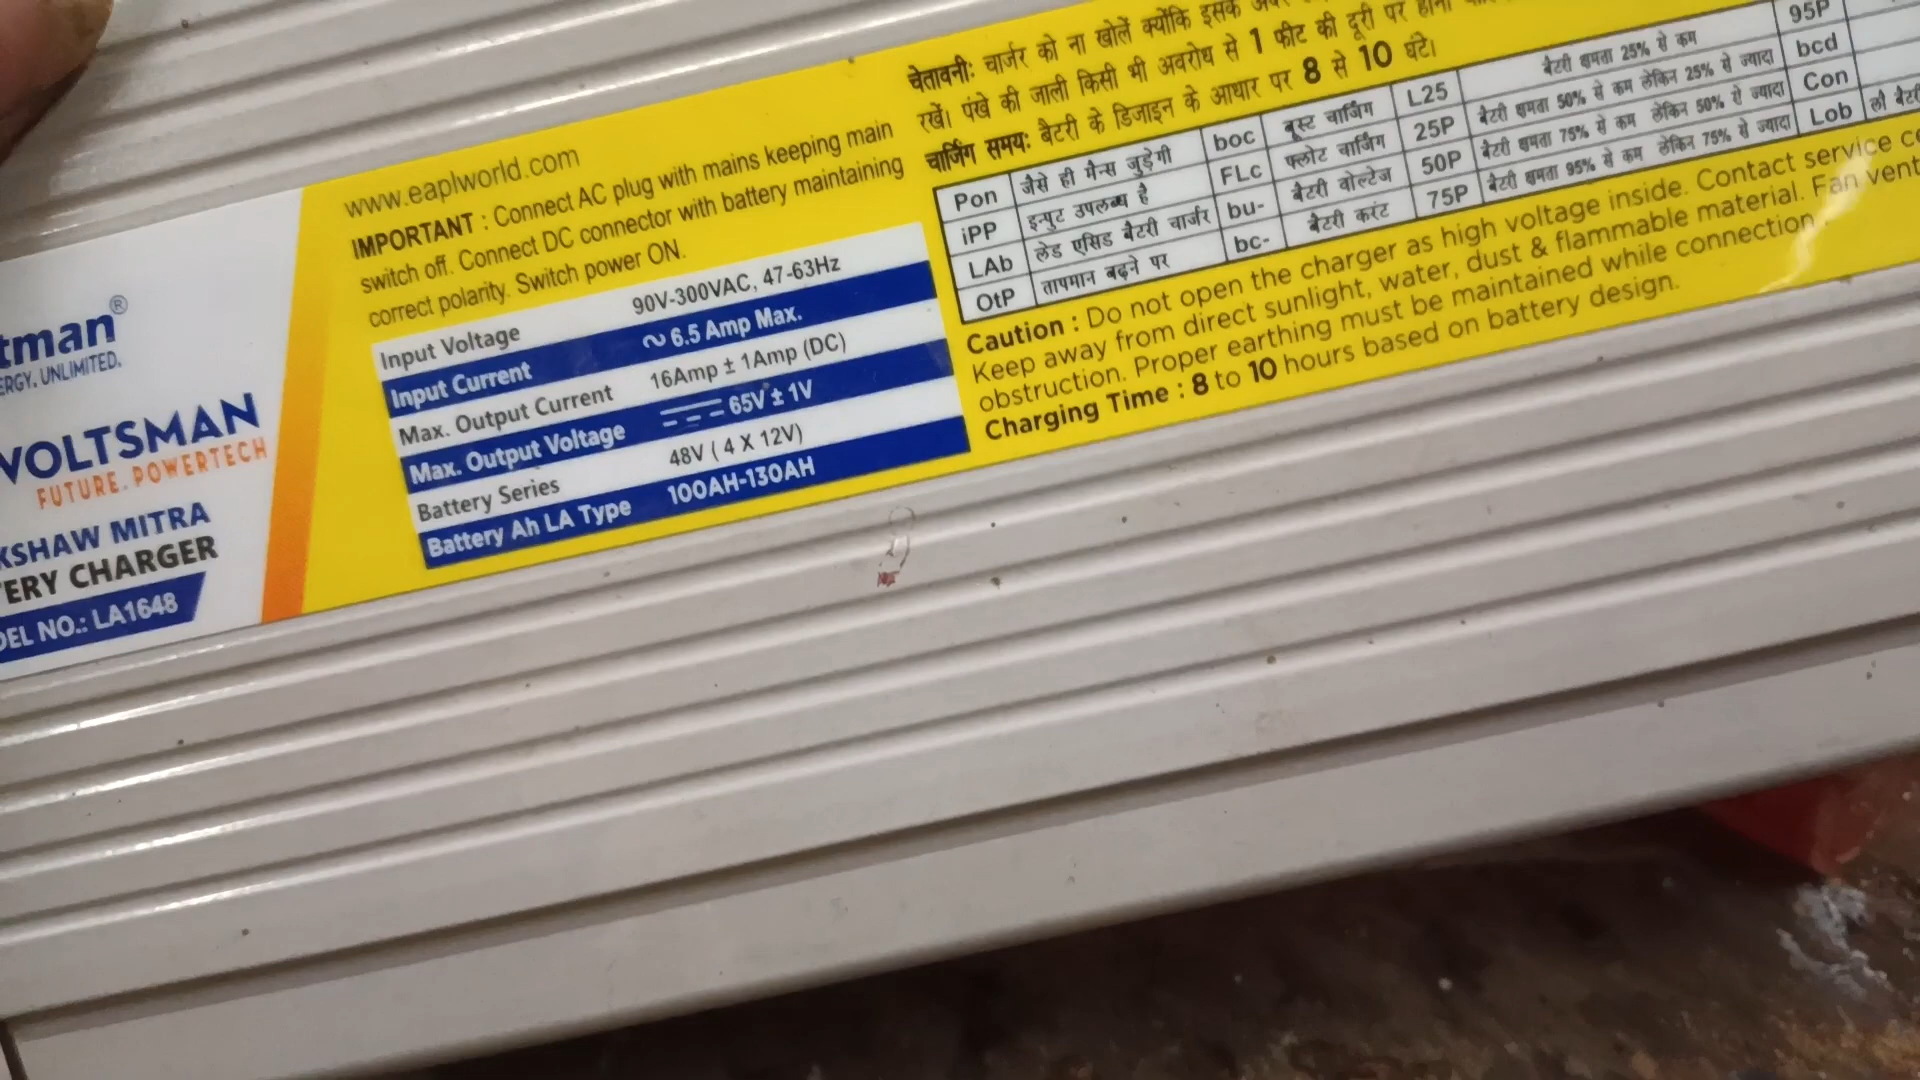 tman®
ERGY. UNLIMITED.
VOLTSMAN
FUTURE. POWERTECH
KSHAW MITRA
ERY CHARGER
DEL NO.: LA1648
www.eaplworld.com
IMPORTANT : Connect AC plug with mains keeping main
switch off. Connect DC connector with battery maintaining
correct polarity. Switch power ON.
Input Voltage 90V-300VAC, 47-63Hz
Input Current ~ 6.5 Amp Max.
Max. Output Current 16Amp ± 1Amp (DC)
Max. Output Voltage 65V ± 1V
Battery Series 48V ( 4 X 12V)
Battery Ah LA Type 100AH-130AH
चेतावनी: चार्जर को ना खोलें क्योंकि इसके
रखें। पंखे की जाली किसी भी अवरोध से 1 फीट की दूरी पर होनी
चार्जिंग समय: बैटरी के डिजाइन के आधार पर 8 से 10 घंटे।
Pon जैसे ही मैन्स जुड़ेगी boc बूस्ट चार्जिंग L25 बैटरी क्षमता 25% से कम 95P
iPP इन्पुट उपलब्ध है FLc फ्लोट चार्जिंग 25P बैटरी क्षमता 50% से कम लेकिन 25% से ज्यादा bcd
LAb लेड एसिड बैटरी चार्जर bu- बैटरी वोल्टेज 50P बैटरी क्षमता 75% से कम लेकिन 50% से ज्यादा Con
OtP तापमान बढ़ने पर bc- बैटरी करंट 75P बैटरी क्षमता 95% से कम लेकिन 75% से ज्यादा Lob लो
Caution : Do not open the charger as high voltage inside. Contact service
Keep away from direct sunlight, water, dust & flammable material. Fan vent
obstruction. Proper earthing must be maintained while connection.
Charging Time : 8 to 10 hours based on battery design.